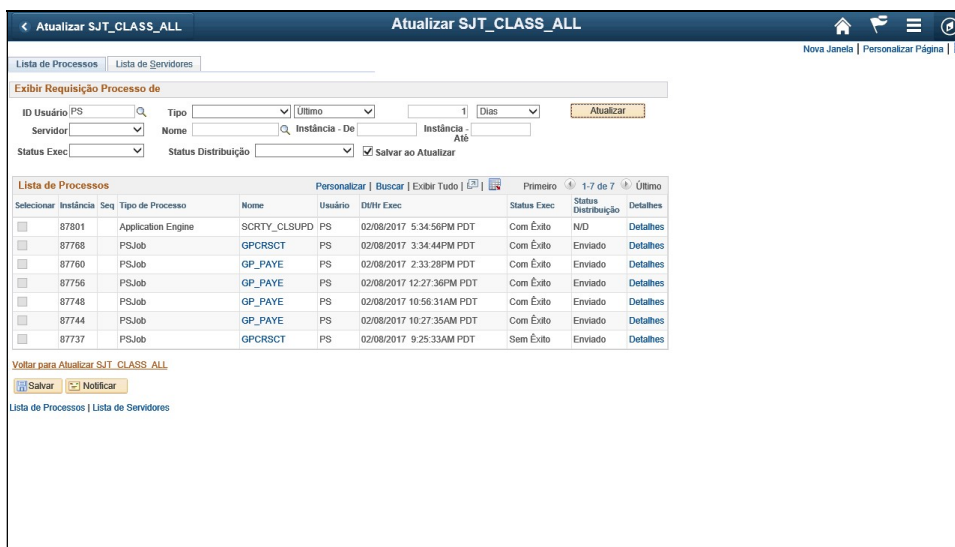 Atualizar SJT_CLASS_ALL
Atualizar SJT_CLASS_ALL
Nova Janela | Personalizar Página |
Lista de Processos Lista de Servidores
Exibir Requisição Processo de
ID Usuário PS Tipo Último 1 Dias Atualizar
Servidor Nome Instância - De Instância - Até
Status Exec Status Distribuição Salvar ao Atualizar
Lista de Processos Personalizar | Buscar | Exibir Tudo | | Primeiro 1-7 de 7 Último
Selecionar Instância Seq Tipo de Processo Nome Usuário Dt/Hr Exec Status Exec Status Distribuição Detalhes
87801 Application Engine SCRTY_CLSUPD PS 02/08/2017 5:34:56PM PDT Com Êxito N/D Detalhes
87768 PSJob GPCRSCT PS 02/08/2017 3:34:44PM PDT Com Êxito Enviado Detalhes
87760 PSJob GP_PAYE PS 02/08/2017 2:33:28PM PDT Com Êxito Enviado Detalhes
87756 PSJob GP_PAYE PS 02/08/2017 12:27:36PM PDT Com Êxito Enviado Detalhes
87748 PSJob GP_PAYE PS 02/08/2017 10:56:31AM PDT Com Êxito Enviado Detalhes
87744 PSJob GP_PAYE PS 02/08/2017 10:27:35AM PDT Com Êxito Enviado Detalhes
87737 PSJob GPCRSCT PS 02/08/2017 9:25:33AM PDT Sem Êxito Enviado Detalhes
Voltar para Atualizar SJT_CLASS_ALL
Salvar Notificar
Lista de Processos | Lista de Servidores